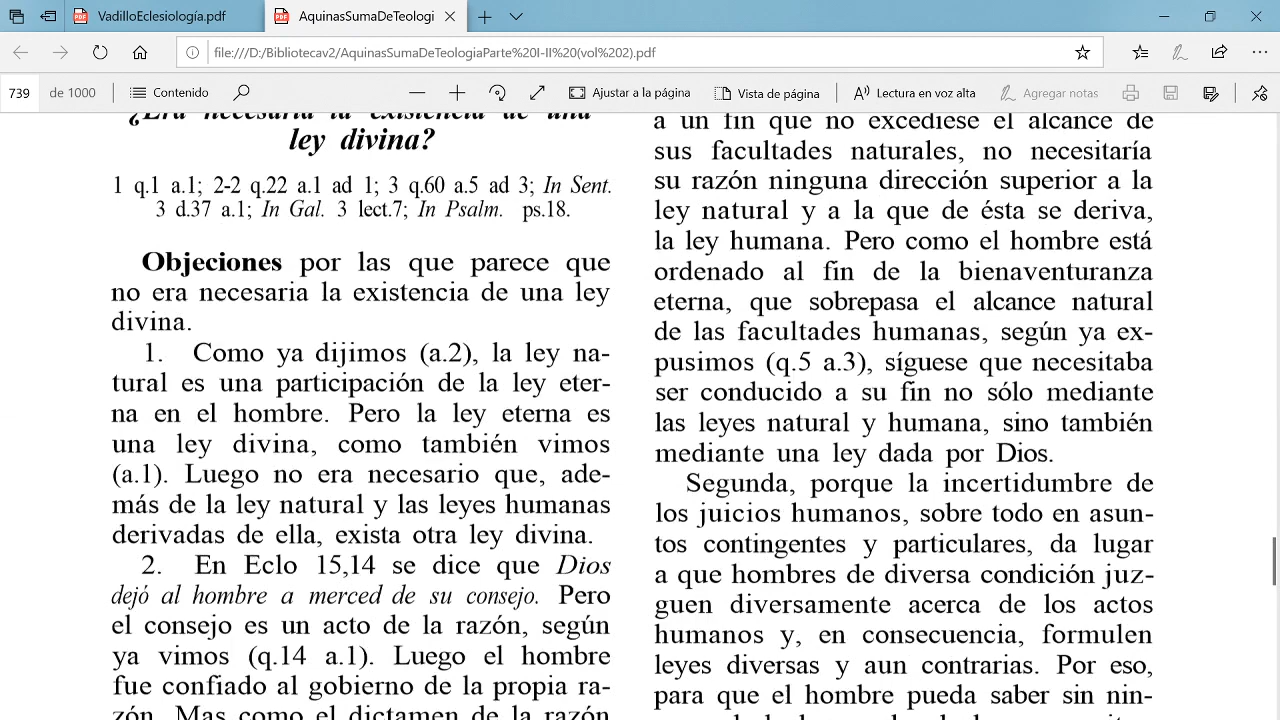 VadilloEclesiología.pdf
AquinasSumaDeTeologi
file:///D:/Bibliotecav2/AquinasSumaDeTeologiaParte%20I-II%20(vol%202).pdf
739 de 1000
Contenido
Ajustar a la página
Vista de página
Lectura en voz alta
Agregar notas
¿Era necesaria la existencia de una
ley divina?
1 q.1 a.1; 2-2 q.22 a.1 ad 1; 3 q.60 a.5 ad 3; In Sent.
3 d.37 a.1; In Gal. 3 lect.7; In Psalm. ps.18.
Objeciones por las que parece que
no era necesaria la existencia de una ley
divina.
1. Como ya dijimos (a.2), la ley na-
tural es una participación de la ley eter-
na en el hombre. Pero la ley eterna es
una ley divina, como también vimos
(a.1). Luego no era necesario que, ade-
más de la ley natural y las leyes humanas
derivadas de ella, exista otra ley divina.
2. En Eclo 15,14 se dice que Dios
dejó al hombre a merced de su consejo. Pero
el consejo es un acto de la razón, según
ya vimos (q.14 a.1). Luego el hombre
fue confiado al gobierno de la propia ra-
zón. Mas como el dictamen de la razón
a un fin que no excediese el alcance de
sus facultades naturales, no necesitaría
su razón ninguna dirección superior a la
ley natural y a la que de ésta se deriva,
la ley humana. Pero como el hombre está
ordenado al fin de la bienaventuranza
eterna, que sobrepasa el alcance natural
de las facultades humanas, según ya ex-
pusimos (q.5 a.3), síguese que necesitaba
ser conducido a su fin no sólo mediante
las leyes natural y humana, sino también
mediante una ley dada por Dios.
Segunda, porque la incertidumbre de
los juicios humanos, sobre todo en asun-
tos contingentes y particulares, da lugar
a que hombres de diversa condición juz-
guen diversamente acerca de los actos
humanos y, en consecuencia, formulen
leyes diversas y aun contrarias. Por eso,
para que el hombre pueda saber sin nin-